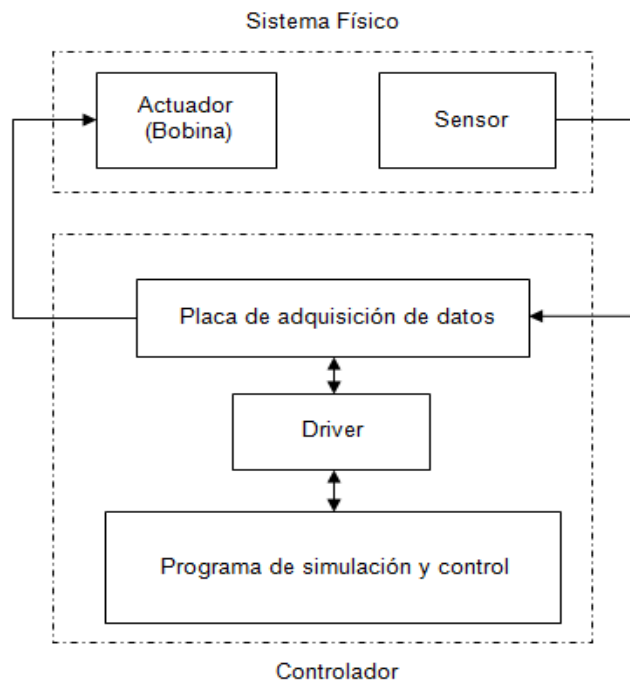 Sistema Físico
Actuador
(Bobina)
Sensor
Placa de adquisición de datos
Driver
Programa de simulación y control
Controlador